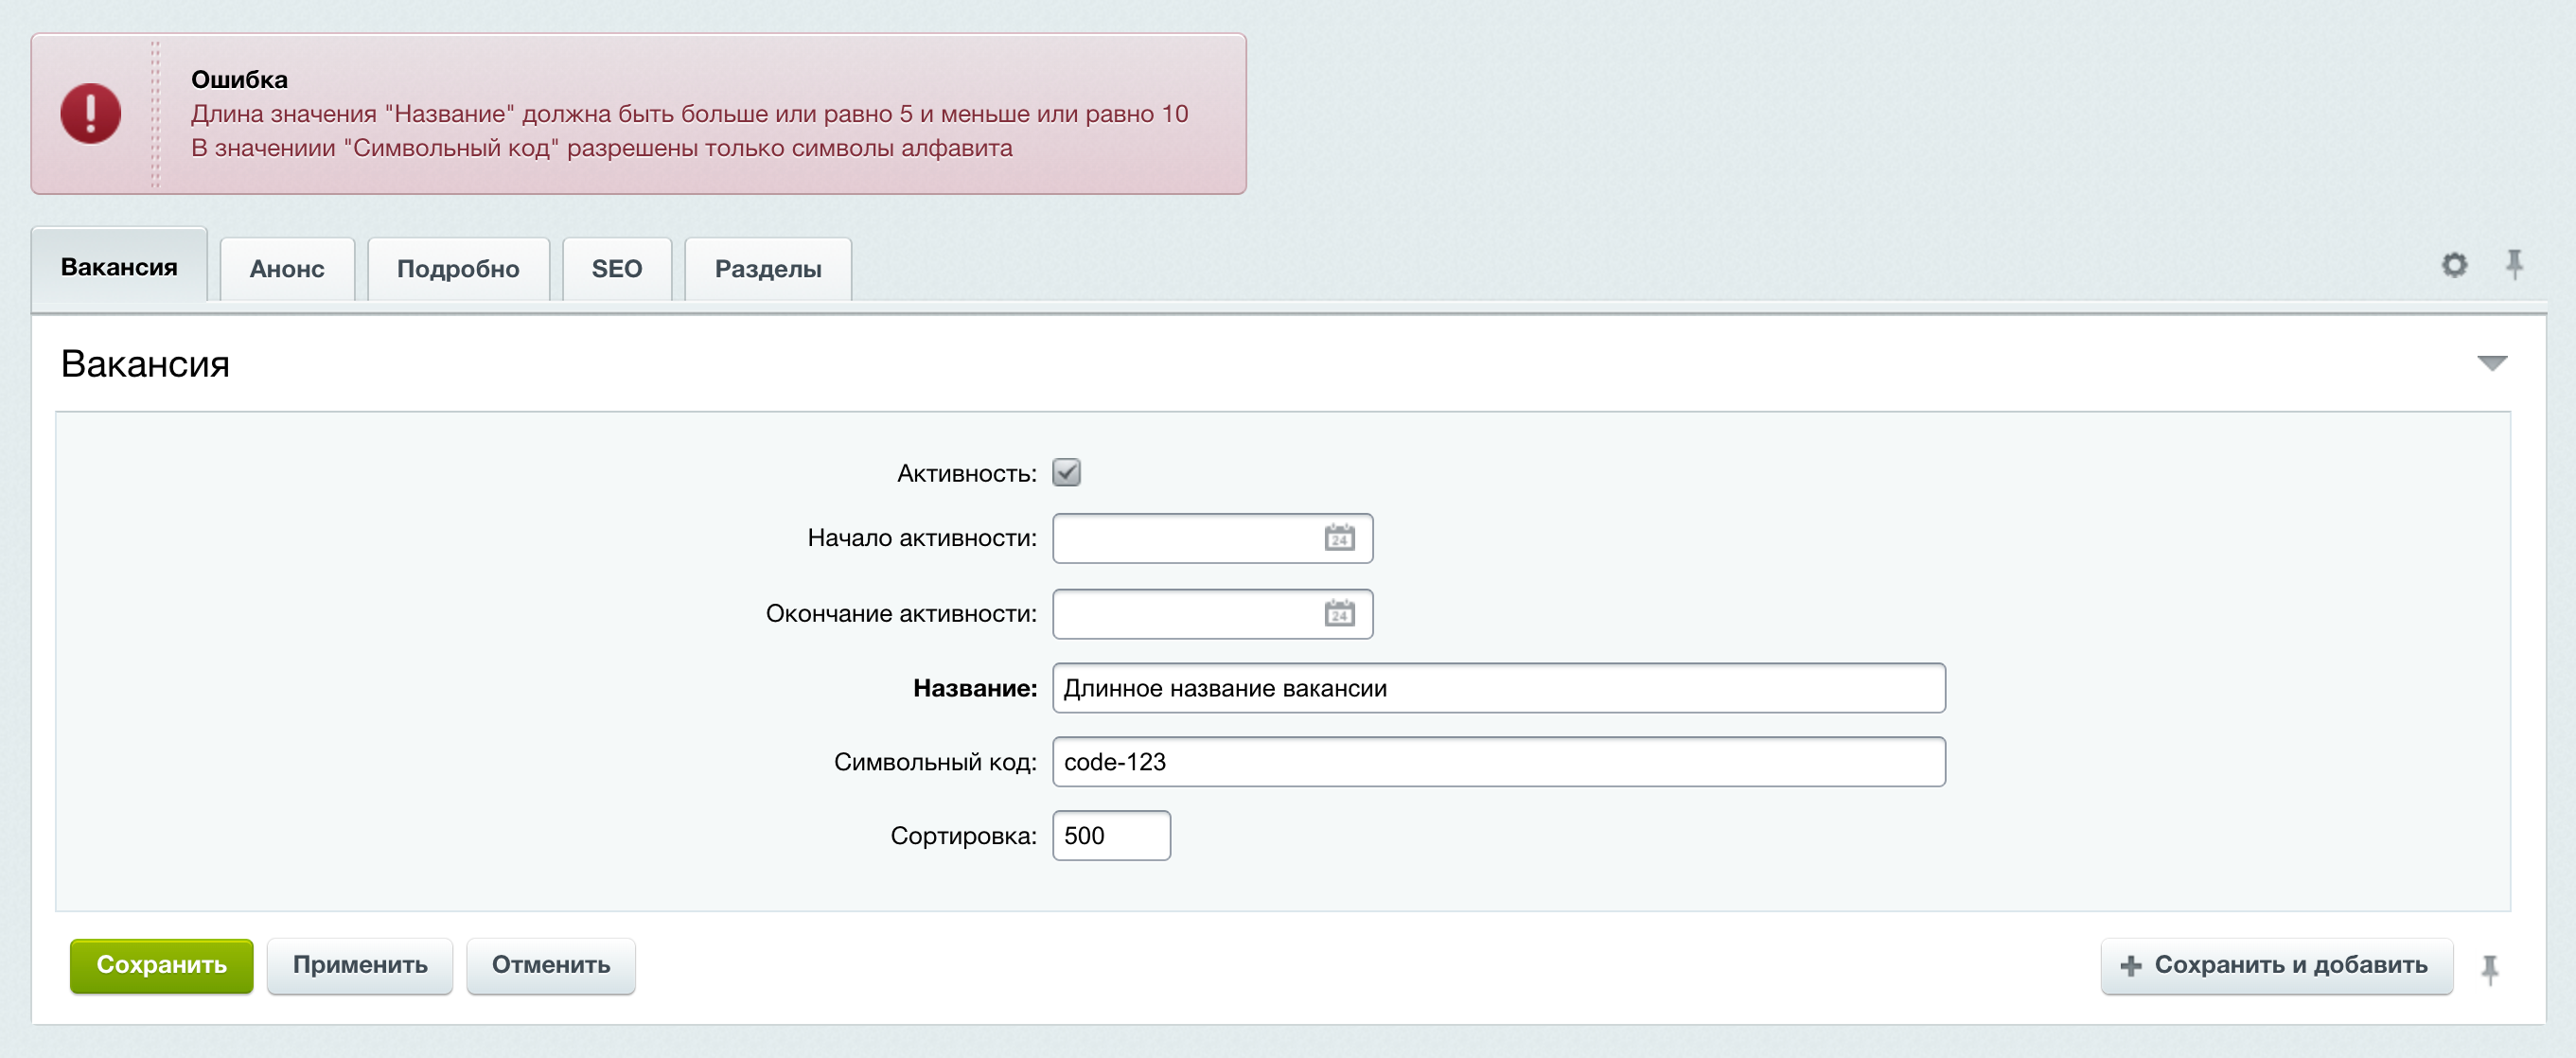 Ошибка
Длина значения "Название" должна быть больше или равно 5 и меньше или равно 10
В значениии "Символьный код" разрешены только символы алфавита
Вакансия Анонс Подробно SEO Разделы
Вакансия
Активность:
Начало активности: 24
Окончание активности: 24
Название: Длинное название вакансии
Символьный код: code-123
Сортировка: 500
Сохранить Применить Отменить Сохранить и добавить